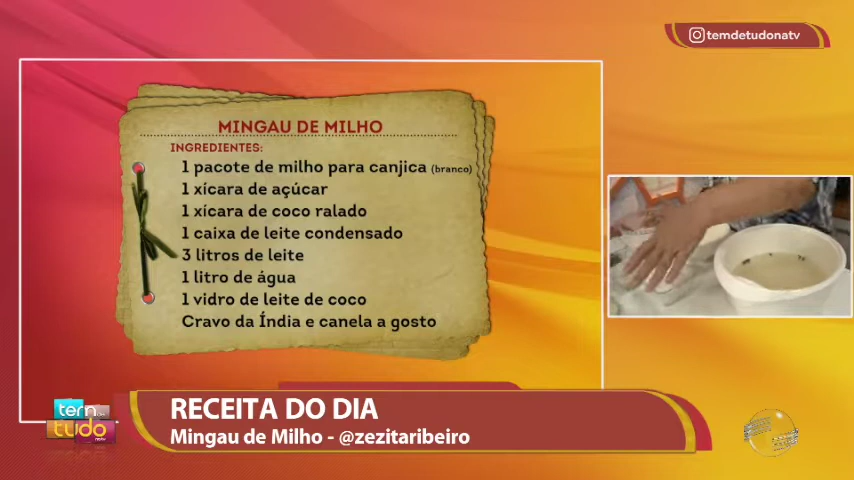 temdetudonatv
MINGAU DE MILHO
INGREDIENTES:
1 pacote de milho para canjica (branco)
1 xícara de açúcar
1 xícara de coco ralado
1 caixa de leite condensado
3 litros de leite
1 litro de água
1 vidro de leite de coco
Cravo da Índia e canela a gosto
RECEITA DO DIA
Mingau de Milho - @zezitaribeiro
tem de
tudo